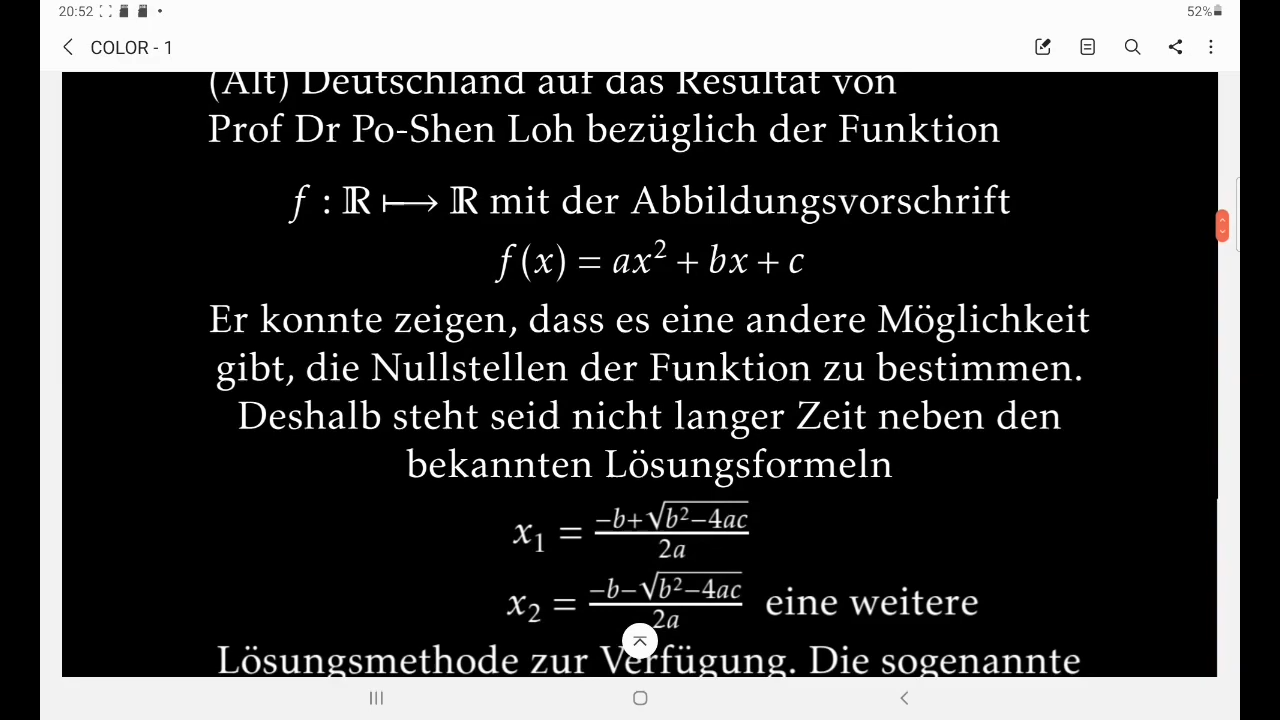 20:52
52%
COLOR - 1
(Alt) Deutschland auf das Resultat von
Prof Dr Po-Shen Loh bezüglich der Funktion
f : ℝ ⟼ ℝ mit der Abbildungsvorschrift
f(x) = ax² + bx + c
Er konnte zeigen, dass es eine andere Möglichkeit
gibt, die Nullstellen der Funktion zu bestimmen.
Deshalb steht seid nicht langer Zeit neben den
bekannten Lösungsformeln
x₁ = (−b+√(b²−4ac))/(2a)
x₂ = (−b−√(b²−4ac))/(2a) eine weitere
Lösungsmethode zur Verfügung. Die sogenannte